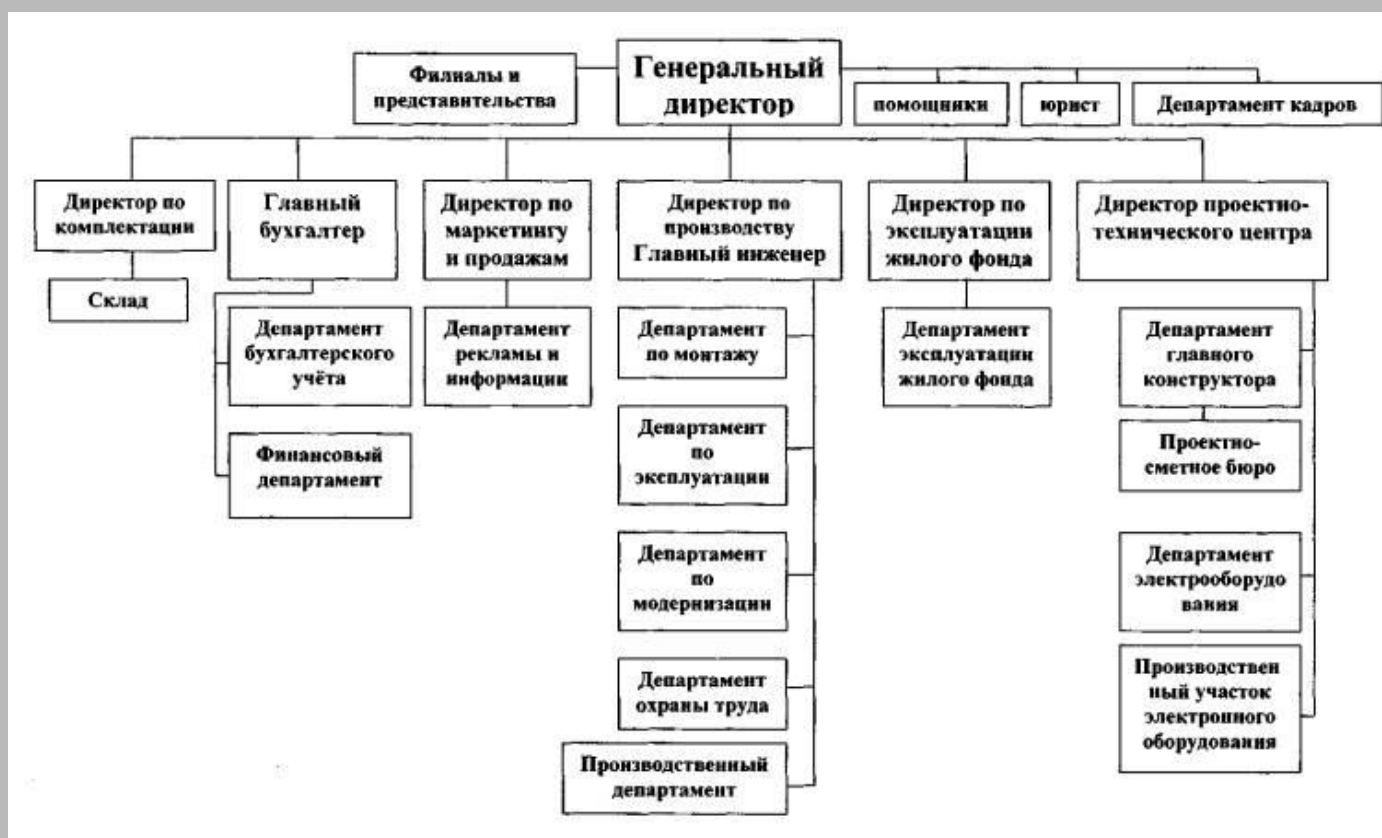 Генеральный
директор
Филиалы и
представительства
помощники
юрист
Департамент кадров
Директор по
комплектации
Главный
бухгалтер
Директор по
маркетингу
и продажам
Директор по
производству
Главный инженер
Директор по
эксплуатации
жилого фонда
Директор проектно-
технического центра
Склад
Департамент
бухгалтерского
учёта
Финансовый
департамент
Департамент
рекламы и
информации
Департамент
по монтажу
Департамент
по
эксплуатации
Департамент
по
модернизации
Департамент
охраны труда
Производственный
департамент
Департамент
эксплуатации
жилого фонда
Департамент
главного
конструктора
Проектно-
сметное бюро
Департамент
электрооборудо
вания
Производствен
ный участок
электронного
оборудования